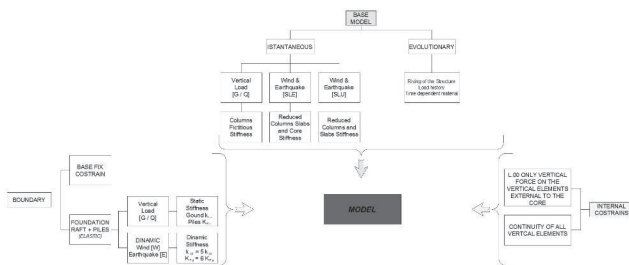 BASE
MODEL
ISTANTANEOUS
EVOLUTIONARY
Vertical
Load
[G / Q]
Wind &
Earthquake
[SLE]
Wind &
Earthquake
[SLU]
Rising of the Structure
Load history
Time dependent material
Columns
Fictitious
Stiffness
Reduced
Columns Slabs
and Core
Stiffness
Reduced
Columns and
Slabs Stiffness
BOUNDARY
BASE FIX
COSTRAIN
FOUNDATION
RAFT + PILES
(ELASTIC)
Vertical
Load
[G / Q]
Static
Stiffness
Gound
Piles
DINAMIC
Wind [W]
Earthquake [E]
Dinamic
Stiffness
MODEL
L.00 ONLY VERTICAL
FORCE ON THE
VERTICAL ELEMENTS
EXTERNAL TO THE
CORE
CONTINUITY OF ALL
VERTCAL ELEMENTS
INTERNAL
COSTRAINS